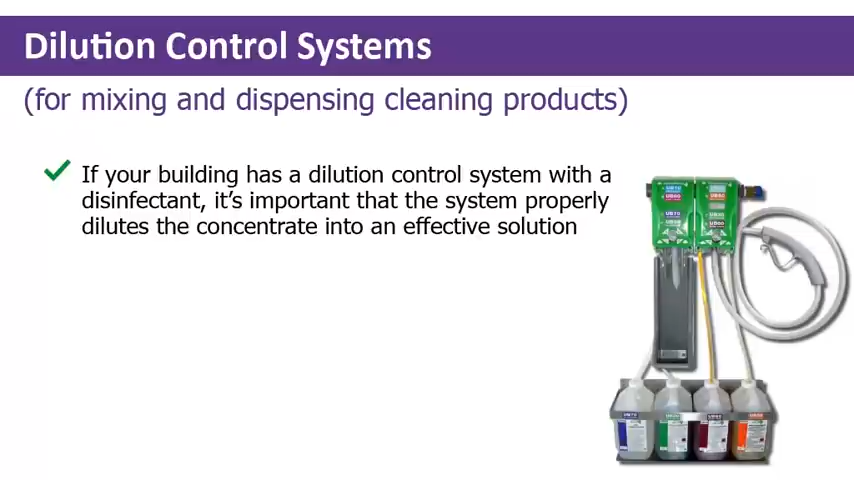 Dilution Control Systems
(for mixing and dispensing cleaning products)
If your building has a dilution control system with a
disinfectant, it's important that the system properly
dilutes the concentrate into an effective solution